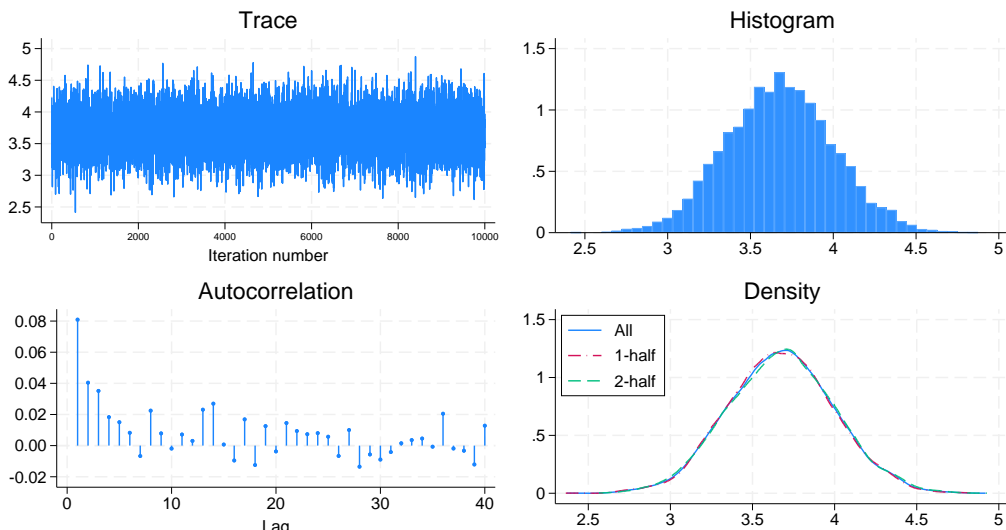 Trace
5
4.5
4
3.5
3
2.5
0 2000 4000 6000 8000 10000
Iteration number
Histogram
1.5
1
.5
0
2.5 3 3.5 4 4.5 5
Autocorrelation
0.08
0.06
0.04
0.02
0.00
-0.02
0 10 20 30 40
Lag
Density
1.5
1
.5
0
All
1-half
2-half
2.5 3 3.5 4 4.5 5